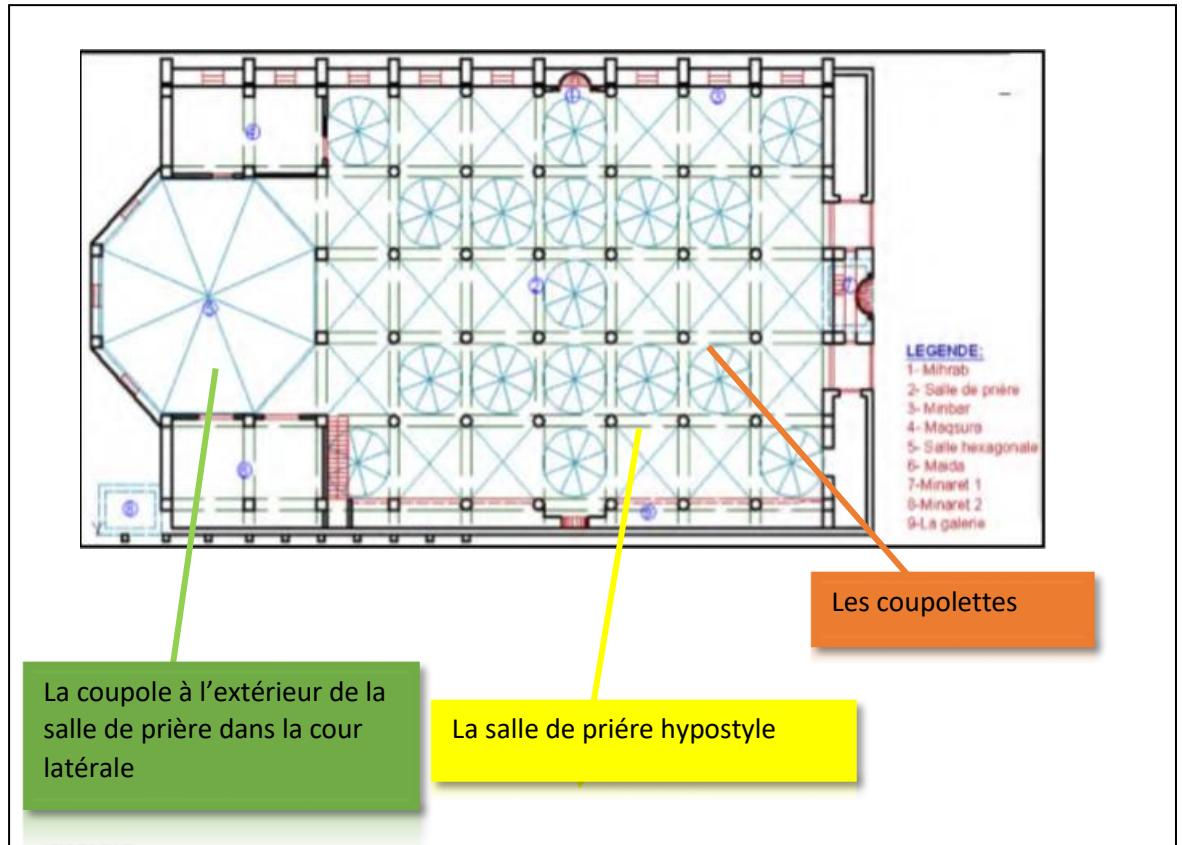 LEGENDE:
1- Mihrab
2- Salle de prière
3- Minbar
4- Maqsura
5- Salle hexagonale
6- Maida
7-Minaret 1
8-Minaret 2
9-La galerie
Les coupolettes
La coupole à l’extérieur de la
salle de prière dans la cour
latérale
La salle de priére hypostyle